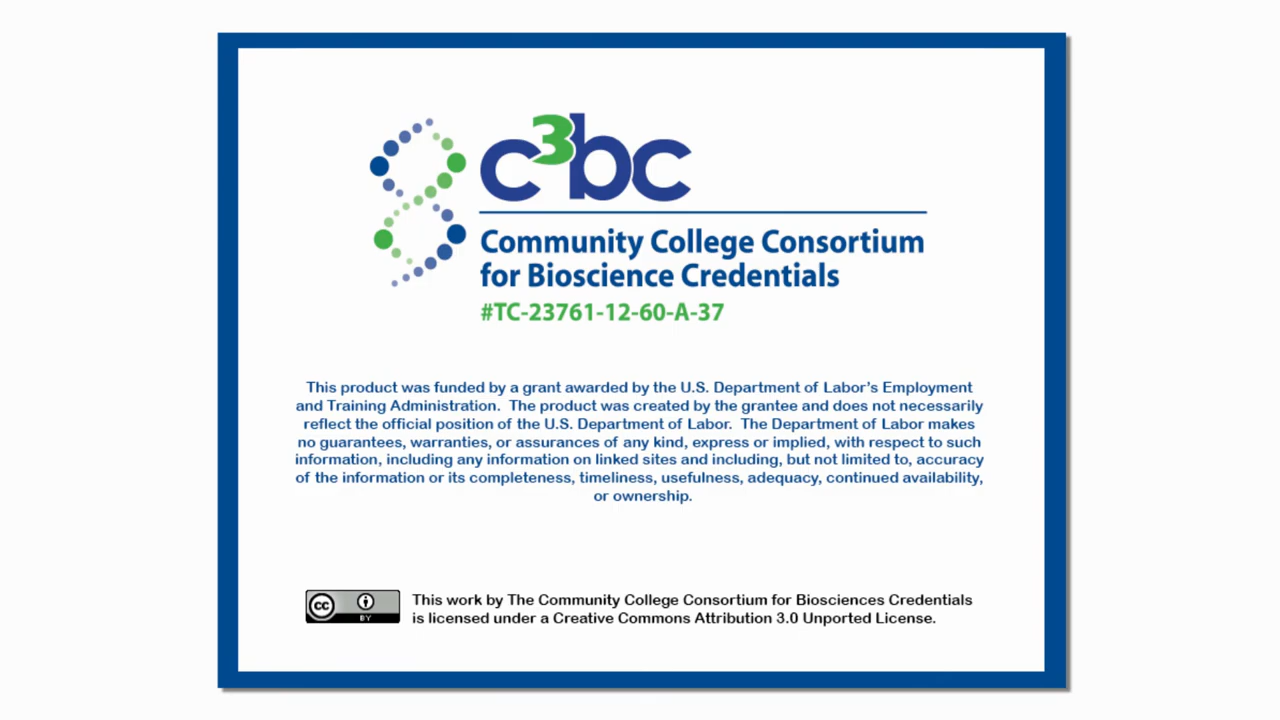 c3bc
Community College Consortium
for Bioscience Credentials
#TC-23761-12-60-A-37
This product was funded by a grant awarded by the U.S. Department of Labor's Employment
and Training Administration.  The product was created by the grantee and does not necessarily
reflect the official position of the U.S. Department of Labor.  The Department of Labor makes
no guarantees, warranties, or assurances of any kind, express or implied, with respect to such
information, including any information on linked sites and including, but not limited to, accuracy
of the information or its completeness, timeliness, usefulness, adequacy, continued availability,
or ownership.
cc BY
This work by The Community College Consortium for Biosciences Credentials
is licensed under a Creative Commons Attribution 3.0 Unported License.